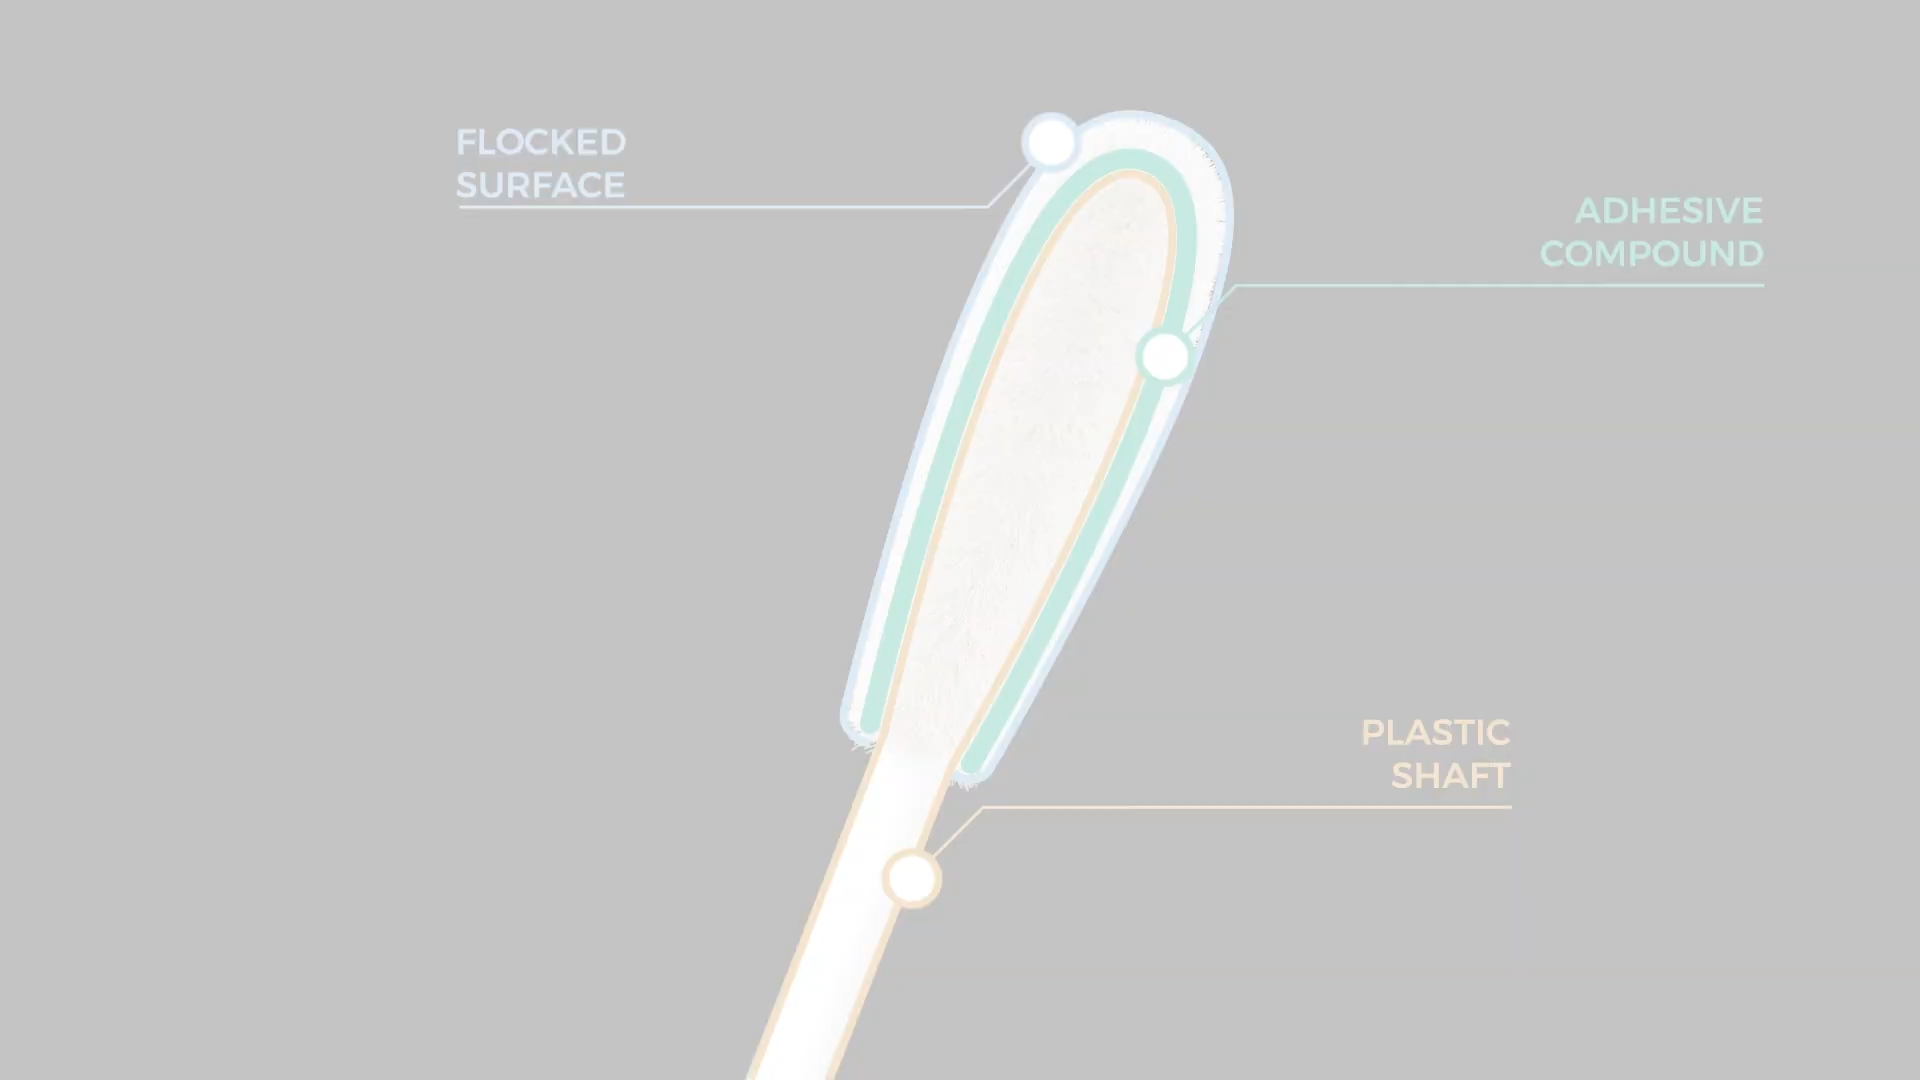 FLOCKED
SURFACE
ADHESIVE
COMPOUND
PLASTIC
SHAFT